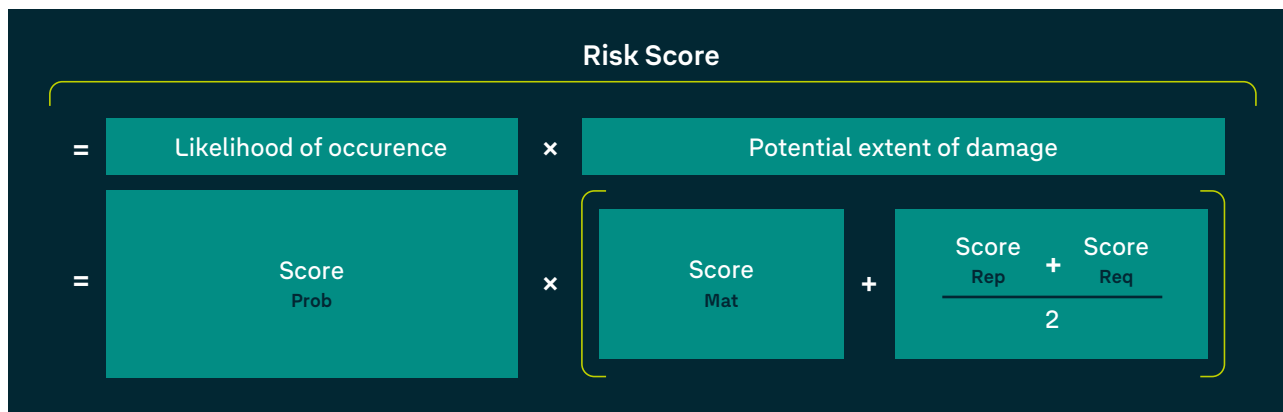 Risk Score
= Likelihood of occurence × Potential extent of damage
= Score Prob × Score Mat + Score Rep + Score Req
2